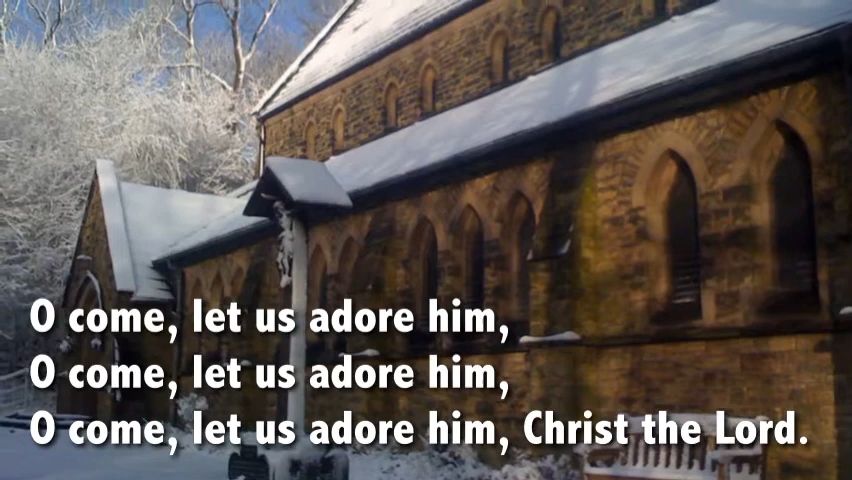 O come, let us adore him,
O come, let us adore him,
O come, let us adore him, Christ the Lord.